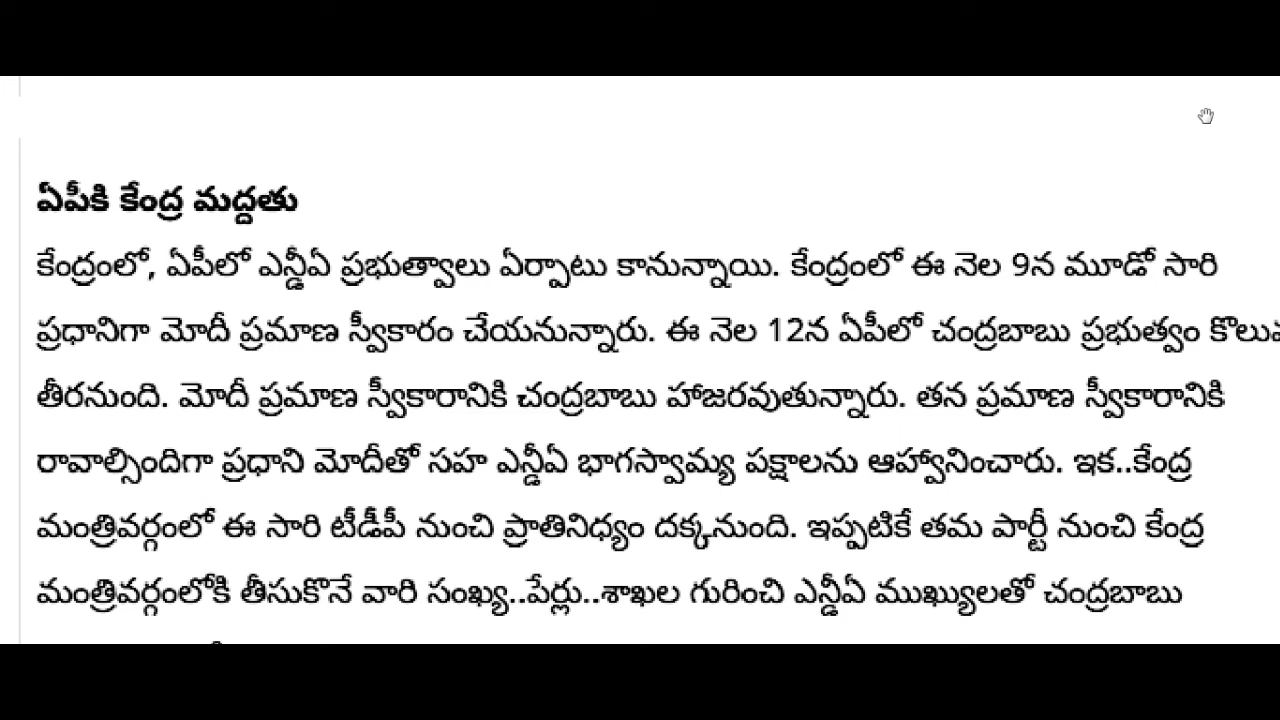 ఏపీకి కేంద్ర మద్దతు
కేంద్రంలో, ఏపీలో ఎన్డీఏ ప్రభుత్వాలు ఏర్పాటు కానున్నాయి. కేంద్రంలో ఈ నెల 9న మూడో సారి
ప్రధానిగా మోదీ ప్రమాణ స్వీకారం చేయనున్నారు. ఈ నెల 12న ఏపీలో చంద్రబాబు ప్రభుత్వం
తీరనుంది. మోదీ ప్రమాణ స్వీకారానికి చంద్రబాబు హాజరవుతున్నారు. తన ప్రమాణ స్వీకారానికి
రావాల్సిందిగా ప్రధాని మోదీతో సహ ఎన్డీఏ భాగస్వామ్య పక్షాలను ఆహ్వానించారు. ఇక..కేంద్ర
మంత్రివర్గంలో ఈ సారి టీడీపీ నుంచి ప్రాతినిధ్యం దక్కనుంది. ఇప్పటికే తమ పార్టీ నుంచి కేంద్ర
మంత్రివర్గంలోకి తీసుకొనే వారి సంఖ్య..పేర్లు..శాఖల గురించి ఎన్డీఏ ముఖ్యులతో చంద్రబాబు